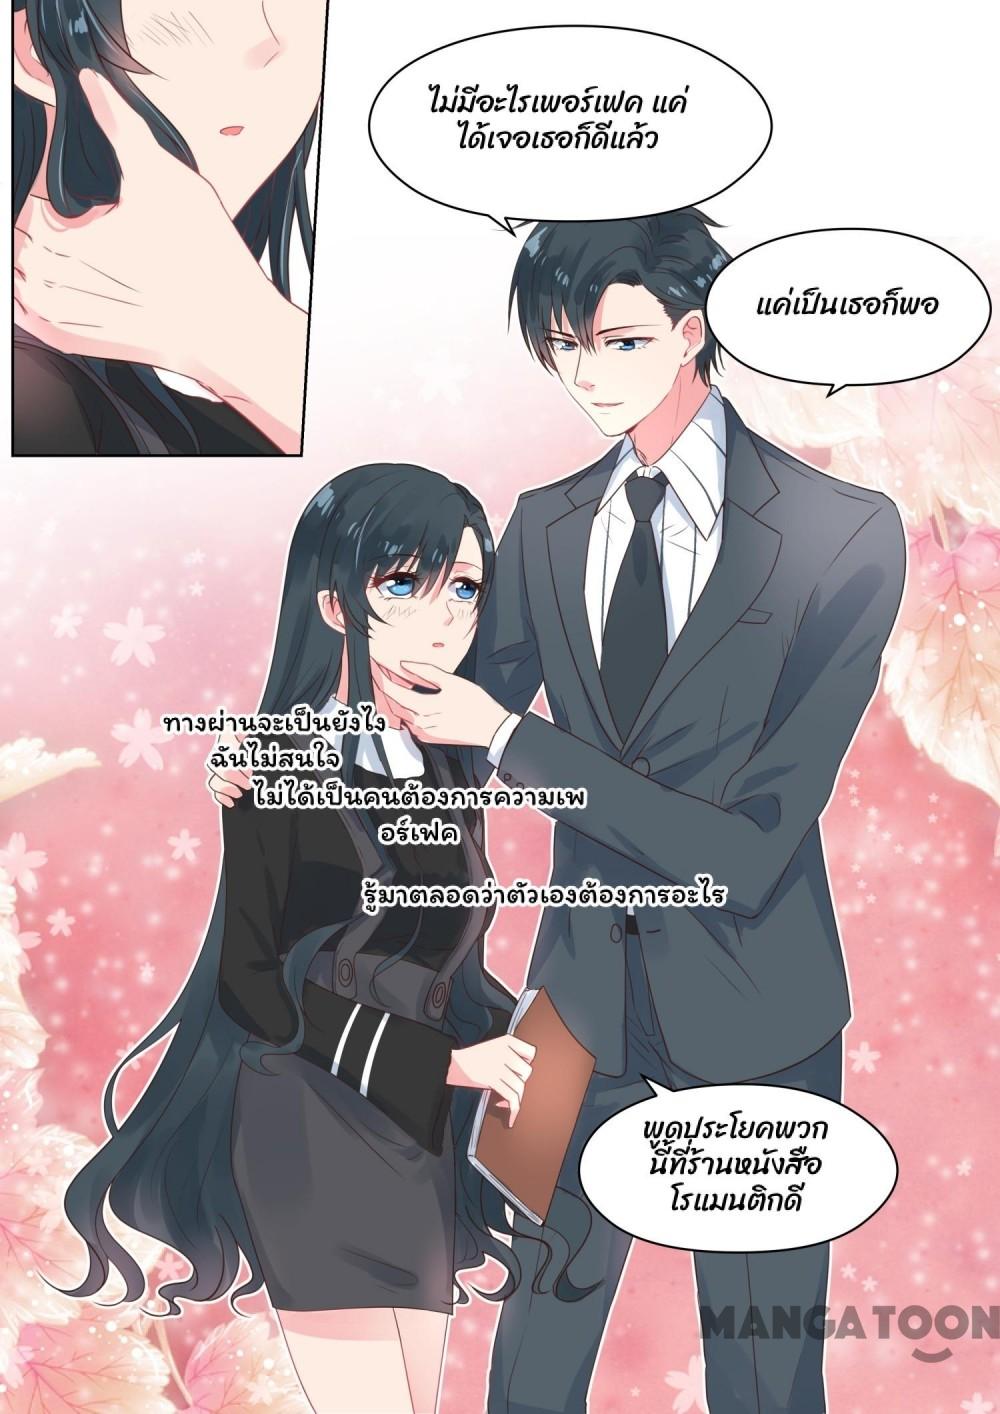 ไม่มีอะไรเพอร์เฟค แค่
ได้เจอเธอก็ดีแล้ว
แค่เป็นเธอก็พอ
ทางผ่านจะเป็นยังไง
ฉันไม่สนใจ
ไม่ได้เป็นคนต้องการความเพ
อร์เฟค
รู้มาตลอดว่าตัวเองต้องการอะไร
พูดประโยคพวก
นี้ที่ร้านหนังสือ
โรแมนติกดี
MANGATOON